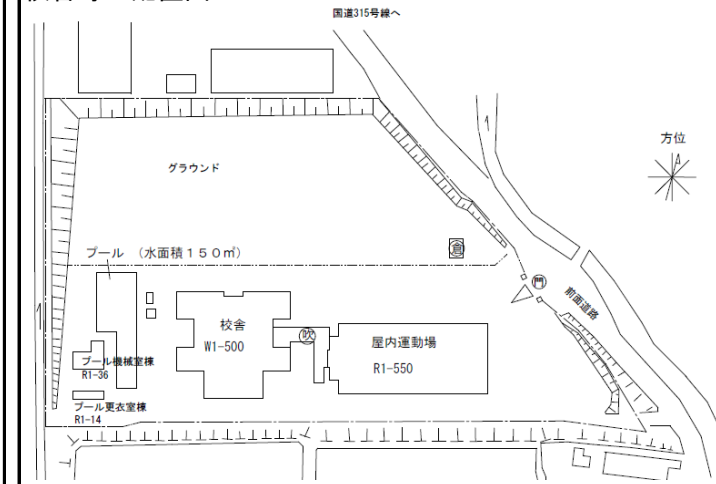 国道315号線へ
方位
グラウンド
倉
プール （水面積１５０㎡）
門
前面道路
校舎
W1-500
吹
屋内運動場
R1-550
プール機械室棟
R1-36
プール更衣室棟
R1-14